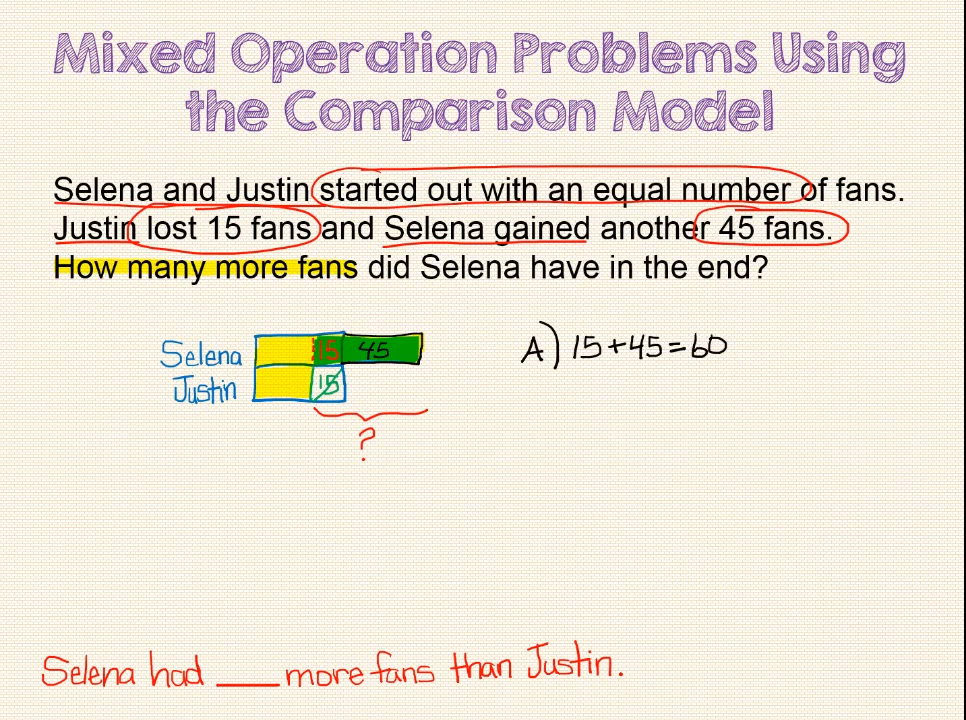 Mixed Operation Problems Using
the Comparison Model
Selena and Justin started out with an equal number of fans.
Justin lost 15 fans and Selena gained another 45 fans.
How many more fans did Selena have in the end?
Selena 15 45
Justin 15
?
A) 15+45=60
Selena had ___ more fans than Justin.